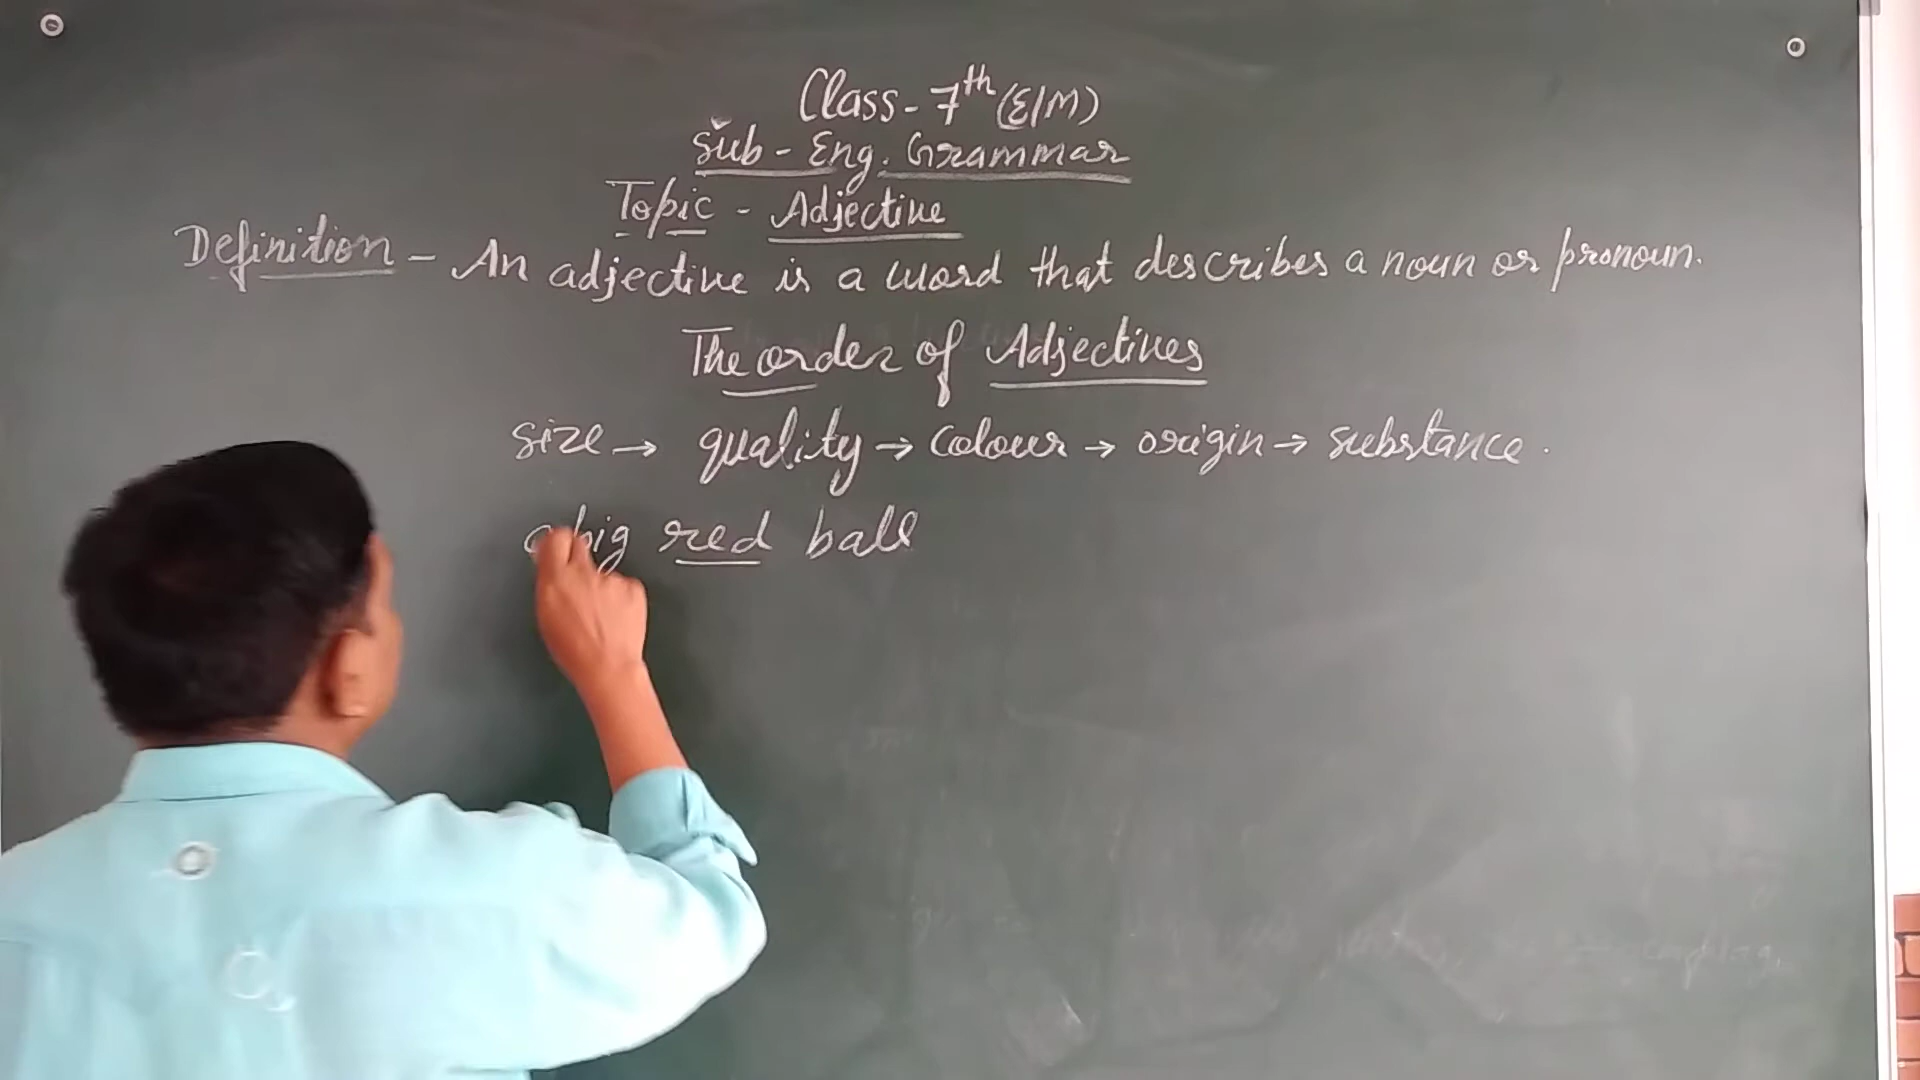 Class - 7th (E/M)
Sub - Eng. Grammar
Topic - Adjective
Definition - An adjective is a word that describes a noun or pronoun.
The order of Adjectives
size → quality → colour → origin → substance.
a big red ball